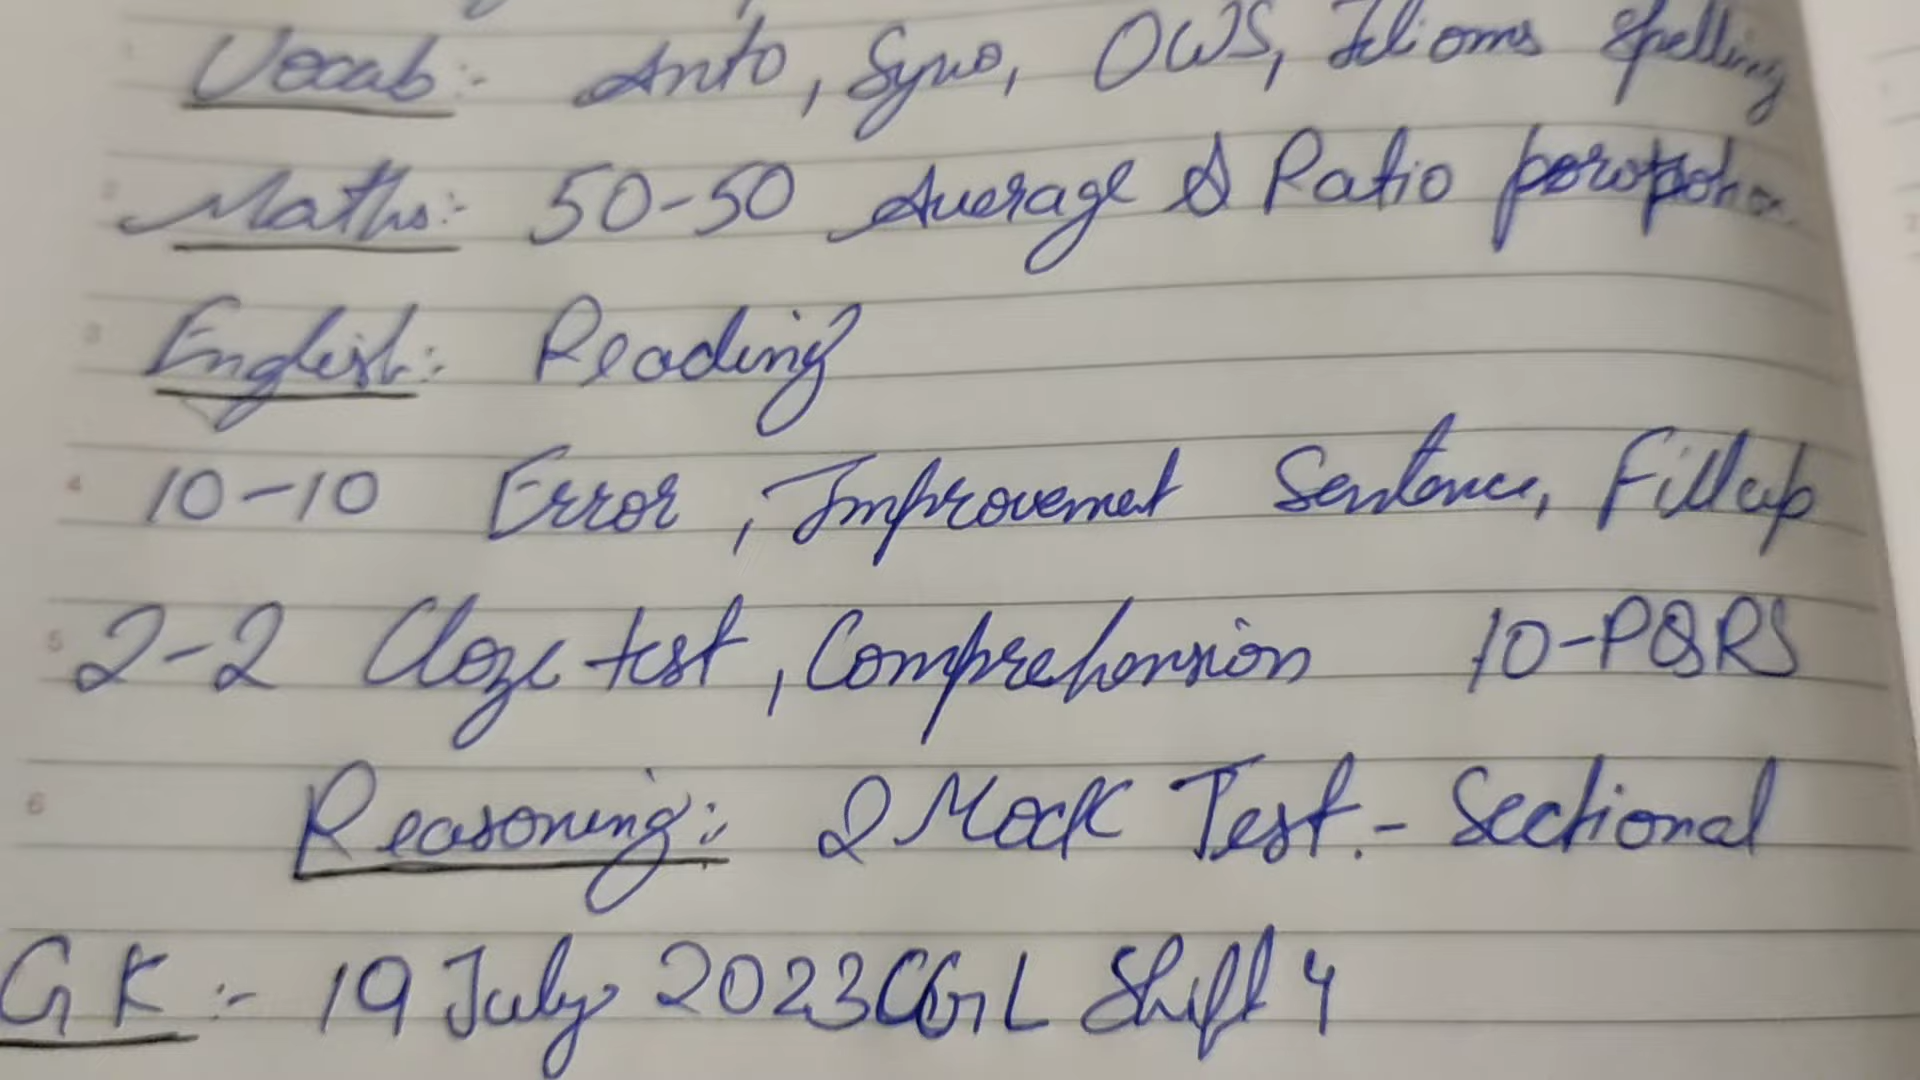 Vocab:- Anto, Syno, OWS, Idioms Spelling
Maths:- 50-50 Average & Ratio porotpotion
English:- Reading
10-10 Error, Improvement Sentence, Fillup
2-2 Cloze test, Comprehension 10-PQRS
Reasoning:- 2 Mock Test.- Sectional
GK:- 19 July 2023 CGL Shift 4